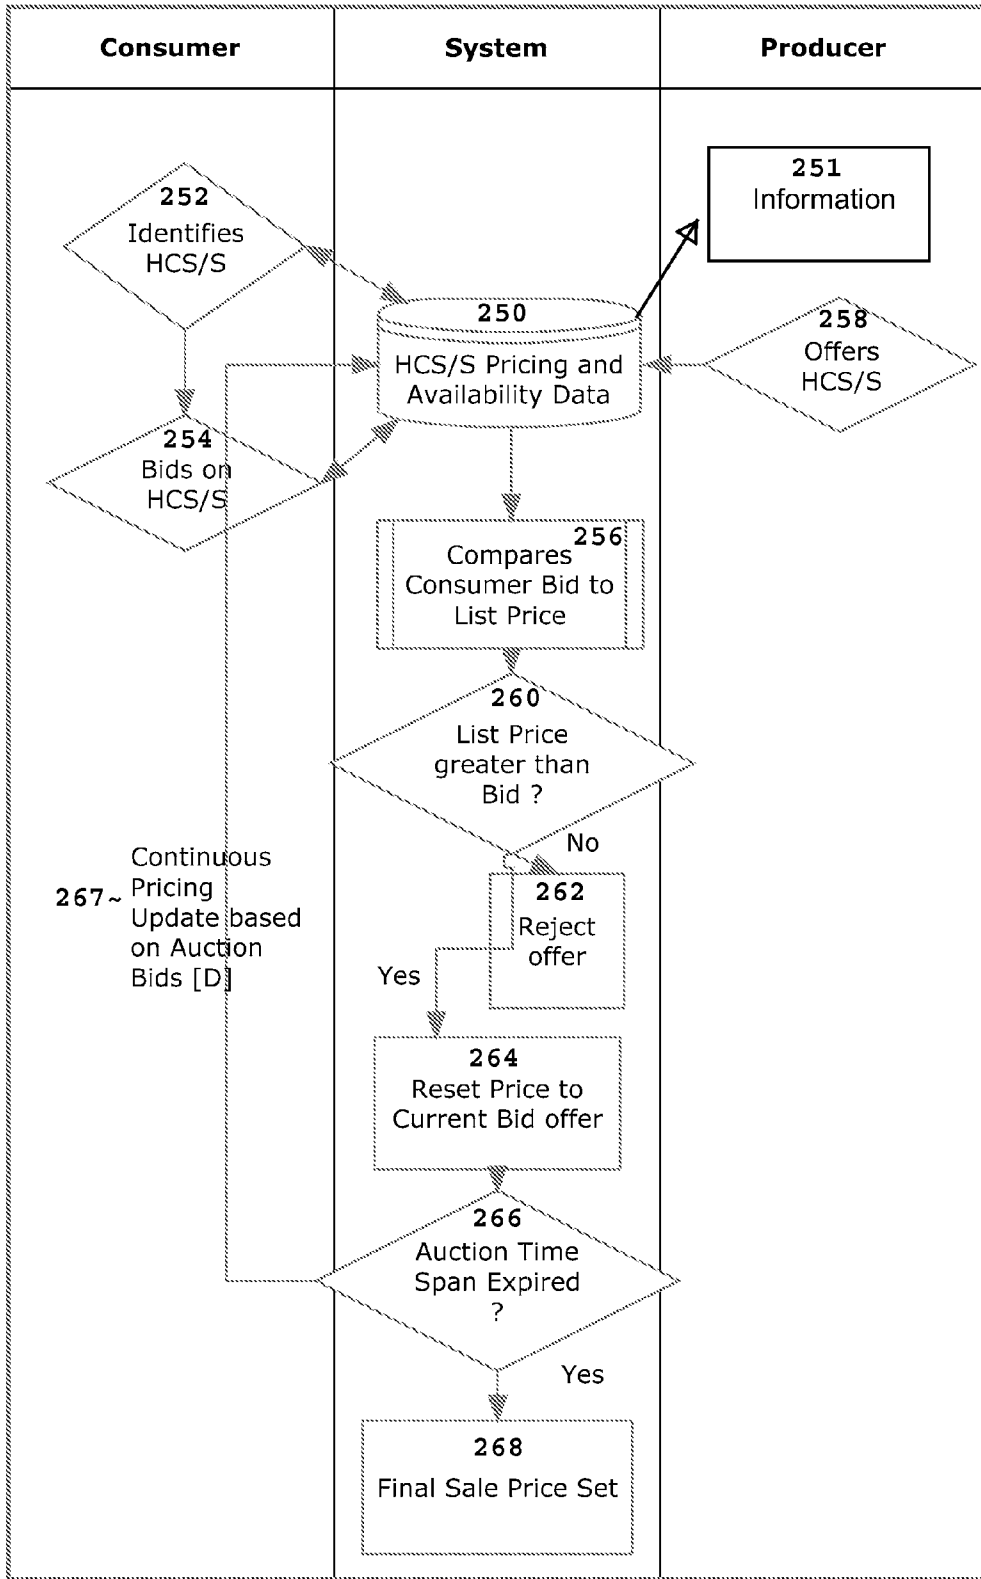 Consumer
System
Producer
252
Identifies
HCS/S
251
Information
250
HCS/S Pricing and
Availability Data
258
Offers
HCS/S
254
Bids on
HCS/S
256
Compares
Consumer Bid to
List Price
260
List Price
greater than
Bid ?
No
262
Reject
offer
Yes
267~
Continuous
Pricing
Update based
on Auction
Bids [D]
264
Reset Price to
Current Bid offer
266
Auction Time
Span Expired
?
Yes
268
Final Sale Price Set